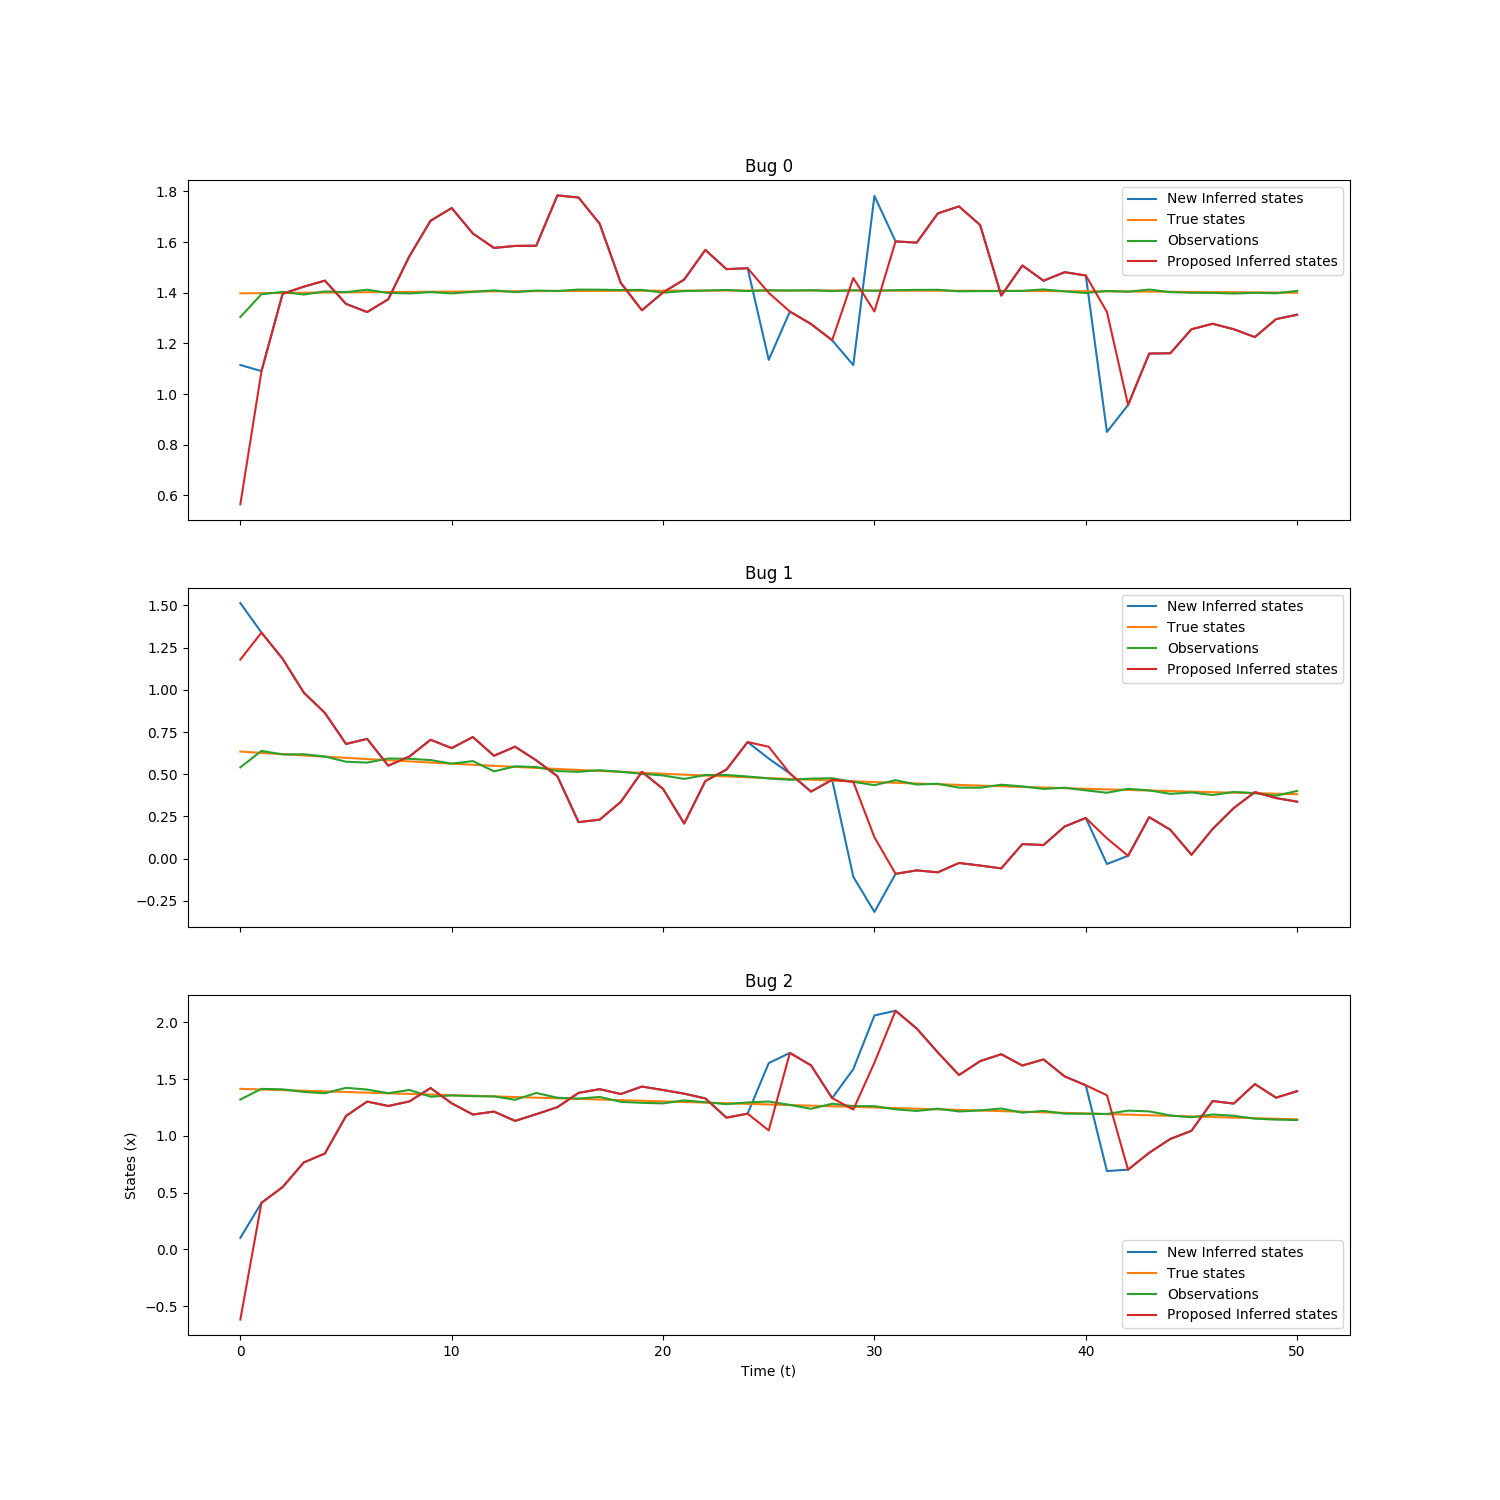 Bug 0
1.8
1.6
1.4
1.2
1.0
0.8
0.6
New Inferred states
True states
Observations
Proposed Inferred states
Bug 1
1.50
1.25
1.00
0.75
0.50
0.25
0.00
−0.25
New Inferred states
True states
Observations
Proposed Inferred states
Bug 2
2.0
1.5
1.0
0.5
0.0
−0.5
States (x)
New Inferred states
True states
Observations
Proposed Inferred states
0 10 20 30 40 50
Time (t)